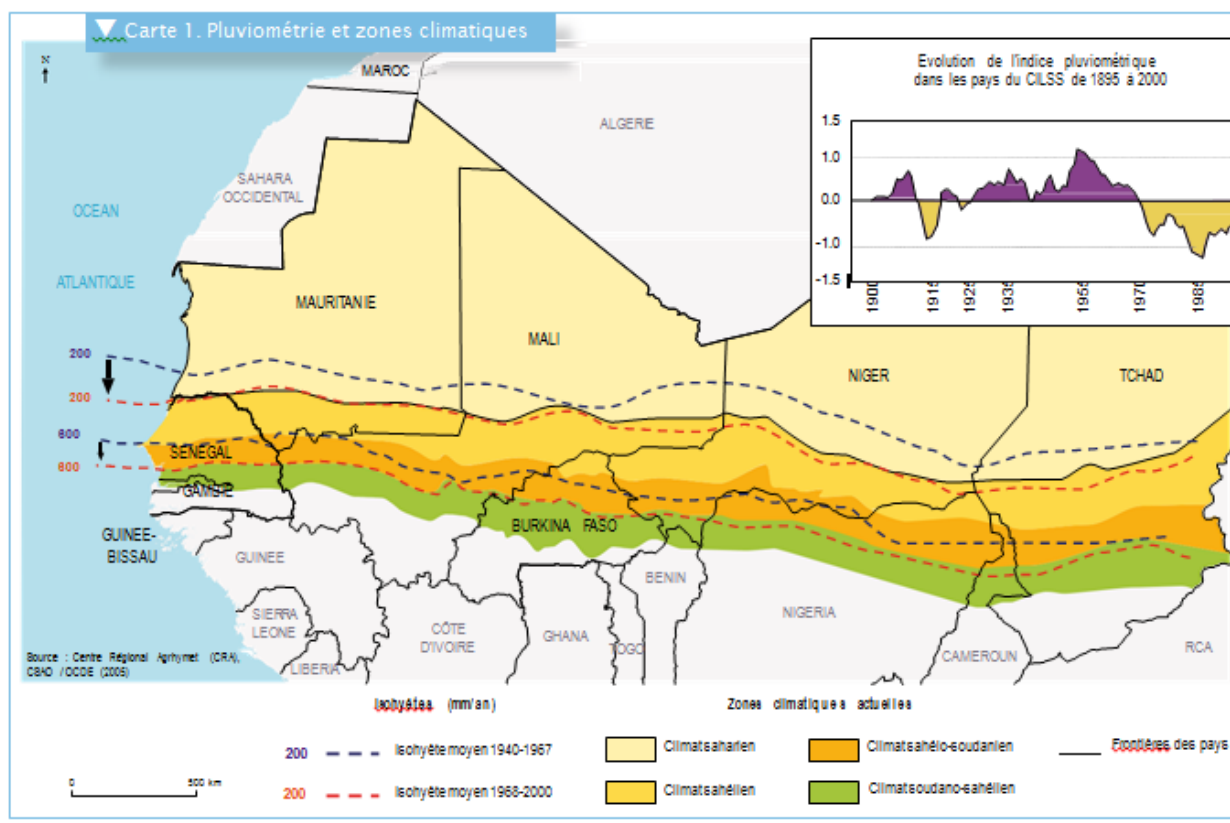 Carte 1. Pluviométrie et zones climatiques
N
MAROC
ALGERIE
SAHARA
OCCIDENTAL
OCEAN
ATLANTIQUE
MAURITANIE
MALI
NIGER
TCHAD
Evolution de l'indice pluviométrique
dans les pays du CILSS de 1895 à 2000
1.5
1.0
0.0
-1.0
-1.5
1900
1915
1925
1935
1955
1970
1985
200
200
600
600
SENEGAL
GAMBIE
GUINEE-
BISSAU
GUINEE
SIERRA
LEONE
LIBERIA
CÔTE
D'IVOIRE
BURKINA FASO
GHANA
TOGO
BENIN
NIGERIA
CAMEROUN
RCA
Source : Centre Régional Agrhymet (CRA),
CSAO / OCDE (2005)
Isohyètes (mm/an)
200 Isohyète moyen 1940-1967
200 Isohyète moyen 1968-2000
0 500 km
Zones climatiques actuelles
Climat saharien
Climat sahélien
Climat sahélo-soudanien
Climat soudano-sahélien
Frontières des pays